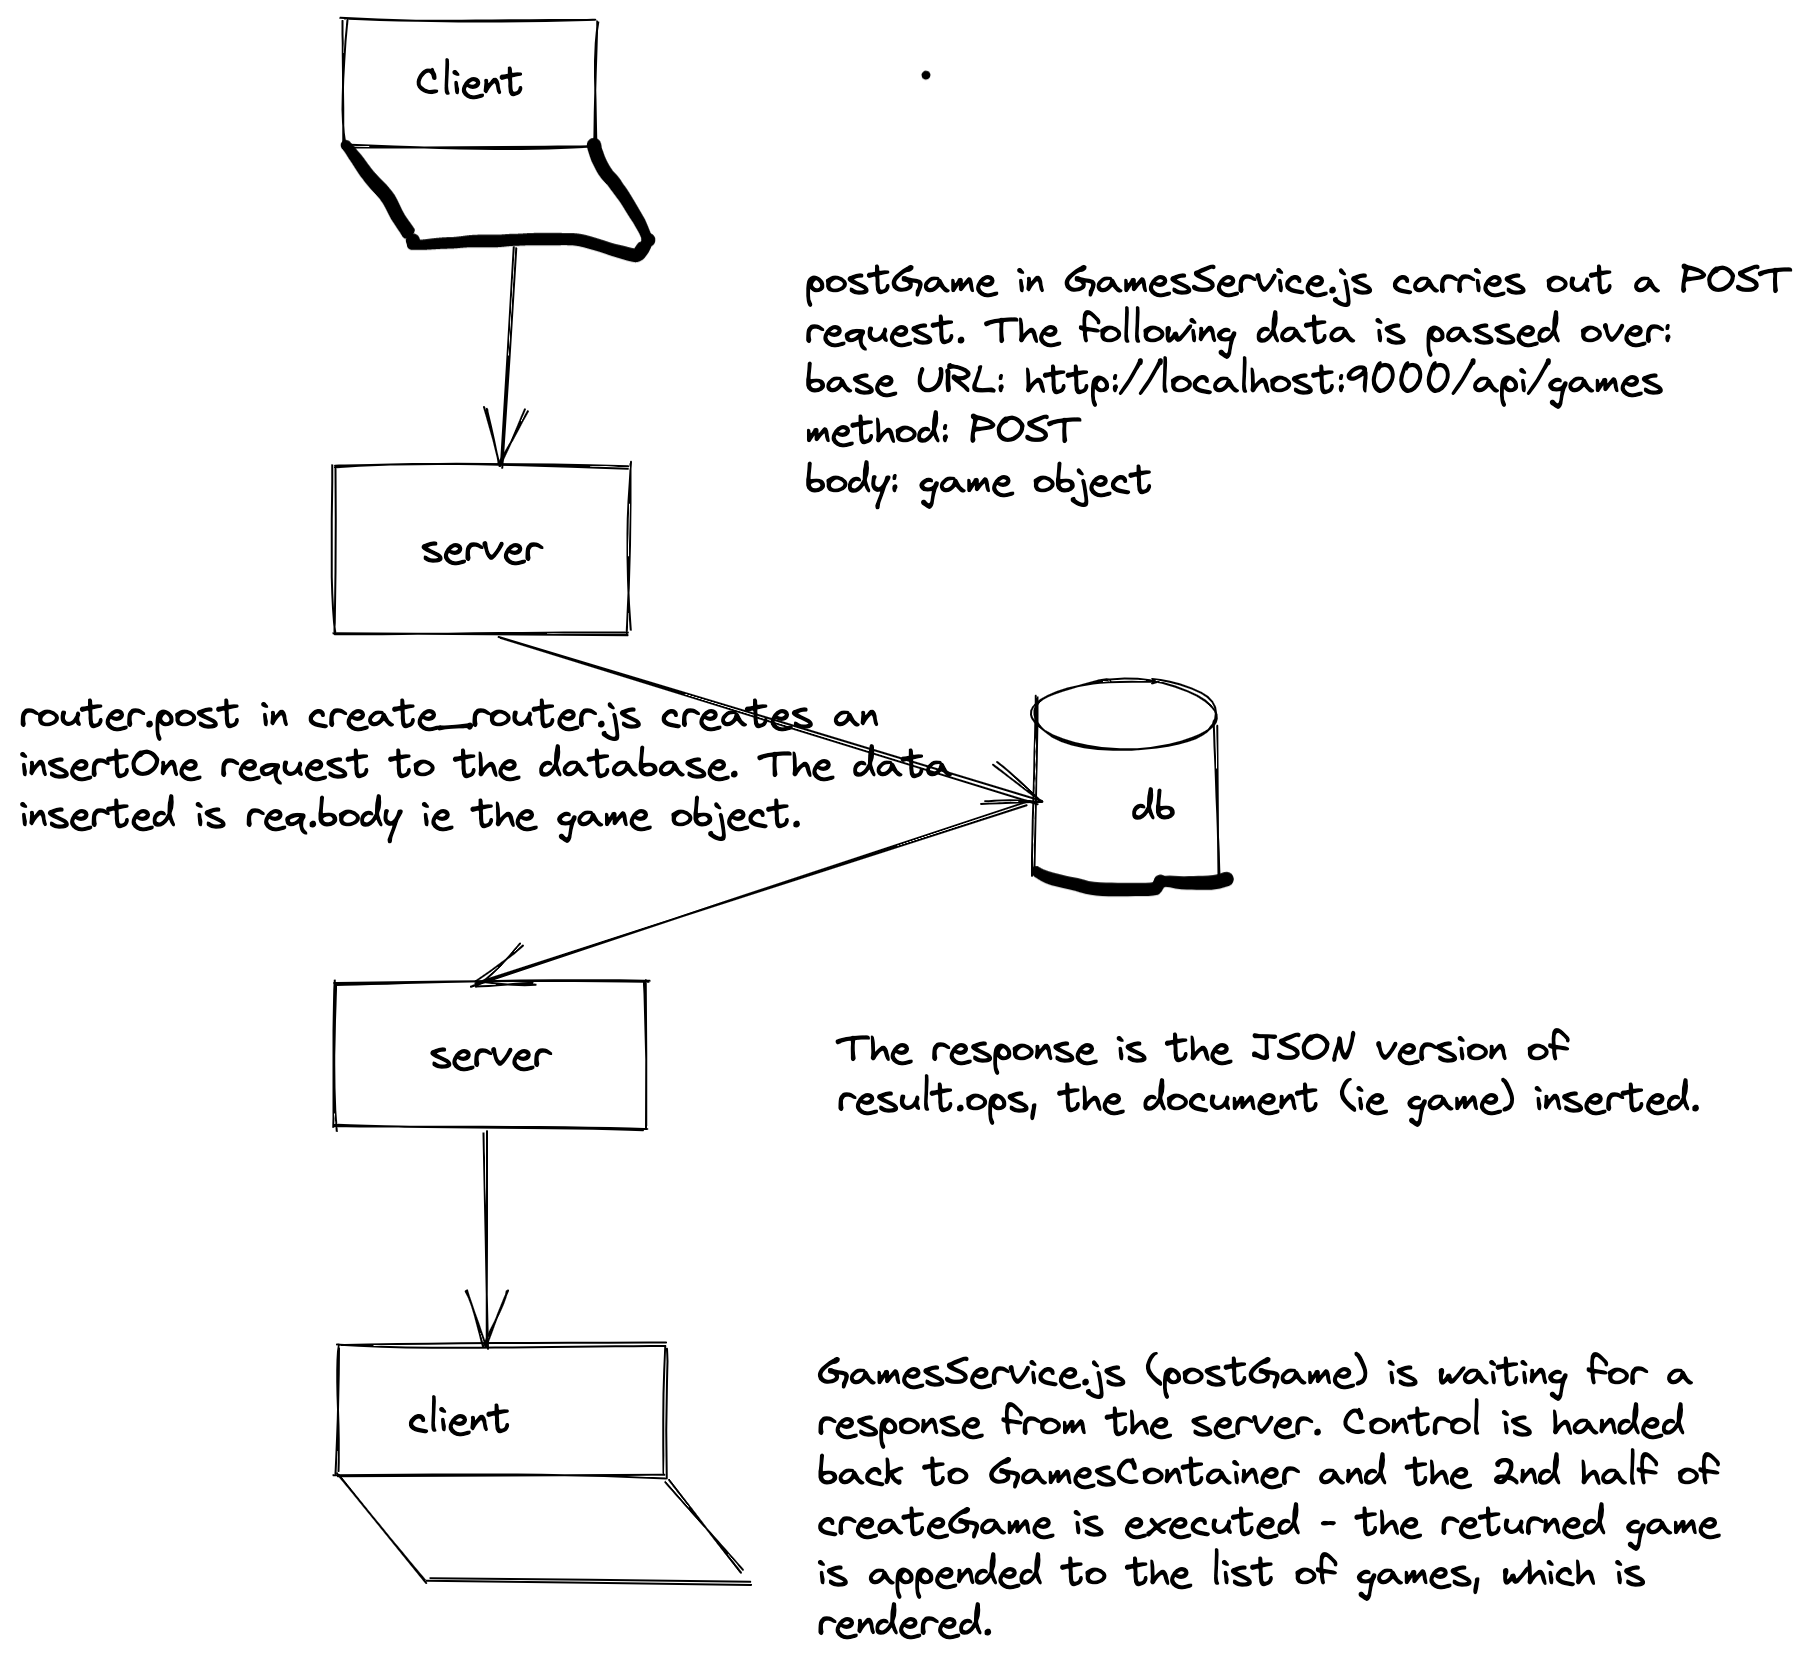 Client
postGame in GamesService.js carries out a POST
request. The following data is passed over:
base URL: http://localhost:9000/api/games
method: POST
body: game object
server
router.post in create_router.js creates an
insertOne request to the database. The data
inserted is req.body ie the game object.
db
server
The response is the JSON version of
result.ops, the document (ie game) inserted.
client
GamesService.js (postGame) is waiting for a
response from the server. Control is handed
back to GamesContainer and the 2nd half of
createGame is executed - the returned game
is appended to the list of games, which is
rendered.